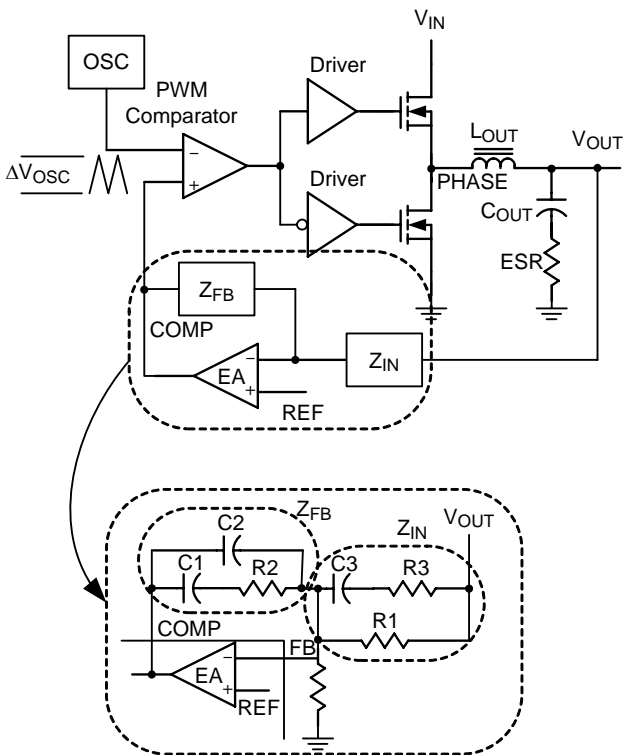 V_IN
OSC
PWM
Comparator
Driver
L_OUT
V_OUT
−
+
ΔV_OSC
Driver
PHASE
C_OUT
ESR
Z_FB
COMP
Z_IN
−
EA
+
REF
Z_FB
V_OUT
C2
Z_IN
C1
R2
C3
R3
R1
COMP
FB
−
EA
+
REF